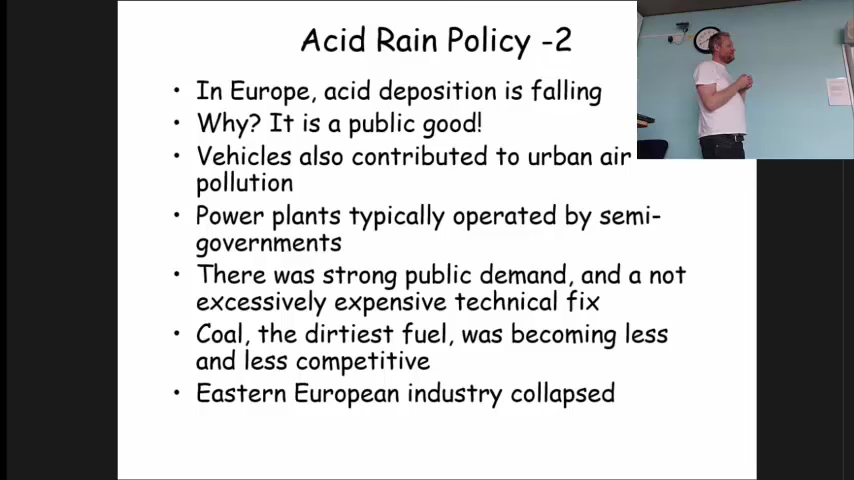 Acid Rain Policy -2
• In Europe, acid deposition is falling
• Why? It is a public good!
• Vehicles also contributed to urban air
pollution
• Power plants typically operated by semi-
governments
• There was strong public demand, and a not
excessively expensive technical fix
• Coal, the dirtiest fuel, was becoming less
and less competitive
• Eastern European industry collapsed